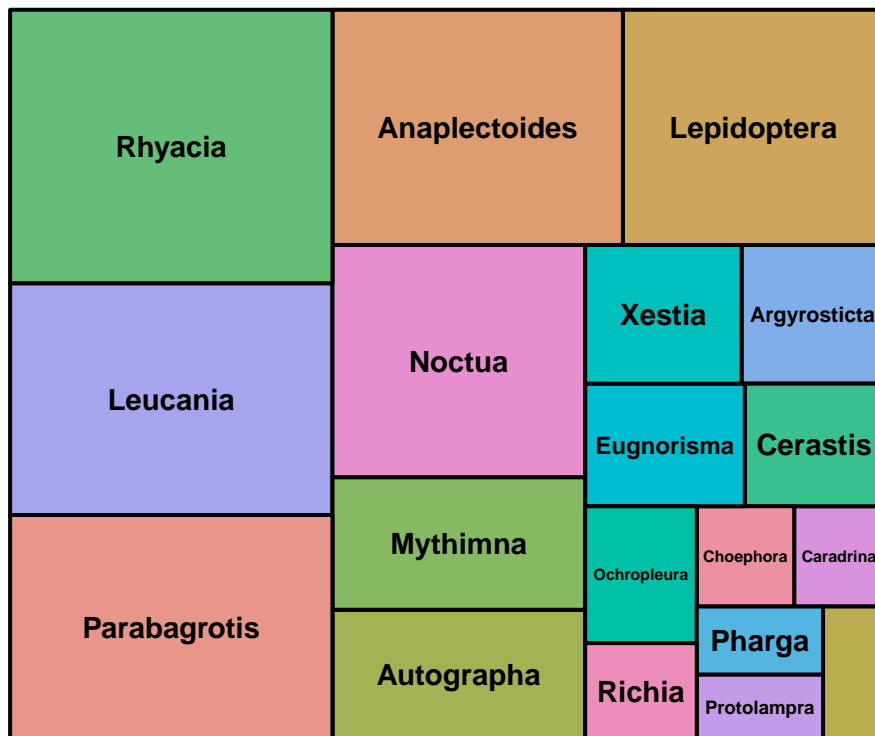 Rhyacia
Anaplectoides
Lepidoptera
Leucania
Noctua
Xestia
Argyrosticta
Eugnorisma
Cerastis
Parabagrotis
Mythimna
Autographa
Ochropleura
Choephora
Caradrina
Richia
Pharga
Protolampra